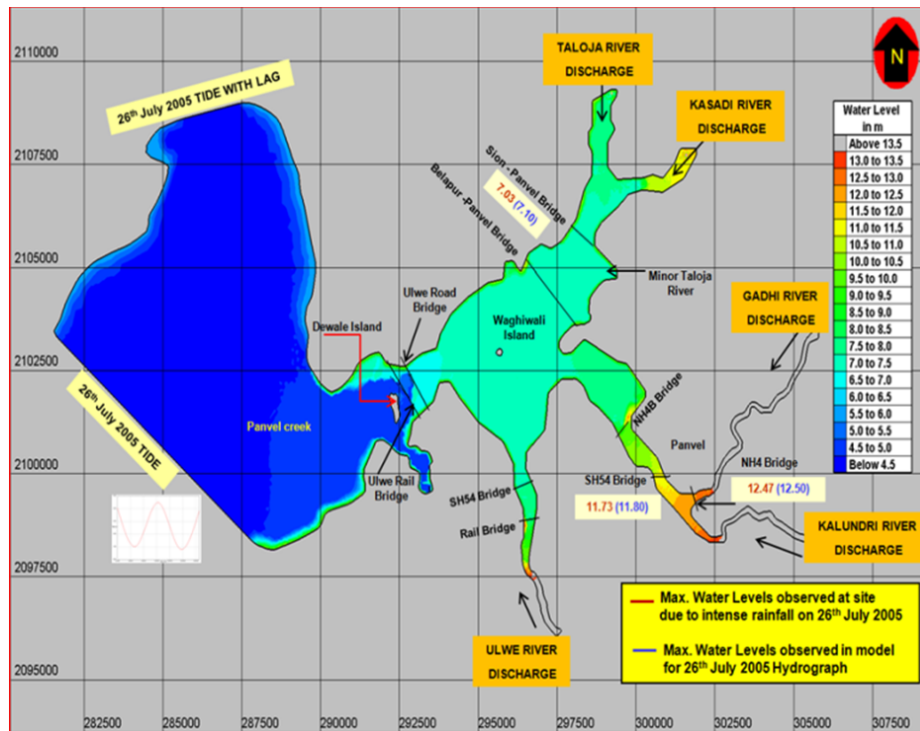 2110000
2107500
2105000
2102500
2100000
2097500
2095000
26th July 2005 TIDE WITH LAG
TALOJA RIVER
DISCHARGE
N
KASADI RIVER
DISCHARGE
Water Level
in m
Above 13.5
13.0 to 13.5
12.5 to 13.0
12.0 to 12.5
11.5 to 12.0
11.0 to 11.5
10.5 to 11.0
10.0 to 10.5
9.5 to 10.0
9.0 to 9.5
8.5 to 9.0
8.0 to 8.5
7.5 to 8.0
7.0 to 7.5
6.5 to 7.0
6.0 to 6.5
5.5 to 6.0
5.0 to 5.5
4.5 to 5.0
Below 4.5
Sion - Panvel Bridge
7.03 (7.10)
Belapur -Panvel Bridge
Minor Taloja
River
GADHI RIVER
DISCHARGE
Ulwe Road
Bridge
Dewale Island
Waghiwali
Island
26th July 2005 TIDE
Panvel creek
NH4B Bridge
Panvel
Ulwe Rail
Bridge
SH54 Bridge
SH54 Bridge
NH4 Bridge
12.47 (12.50)
11.73 (11.80)
Rail Bridge
KALUNDRI RIVER
DISCHARGE
ULWE RIVER
DISCHARGE
Max. Water Levels observed at site
due to intense rainfall on 26th July 2005
Max. Water Levels observed in model
for 26th July 2005 Hydrograph
282500
285000
287500
290000
292500
295000
297500
300000
302500
305000
307500